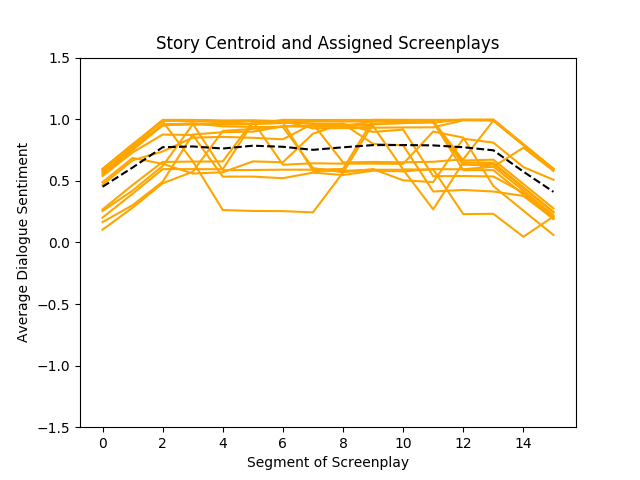 Story Centroid and Assigned Screenplays
Average Dialogue Sentiment
1.5
1.0
0.5
0.0
−0.5
−1.0
−1.5
0 2 4 6 8 10 12 14
Segment of Screenplay